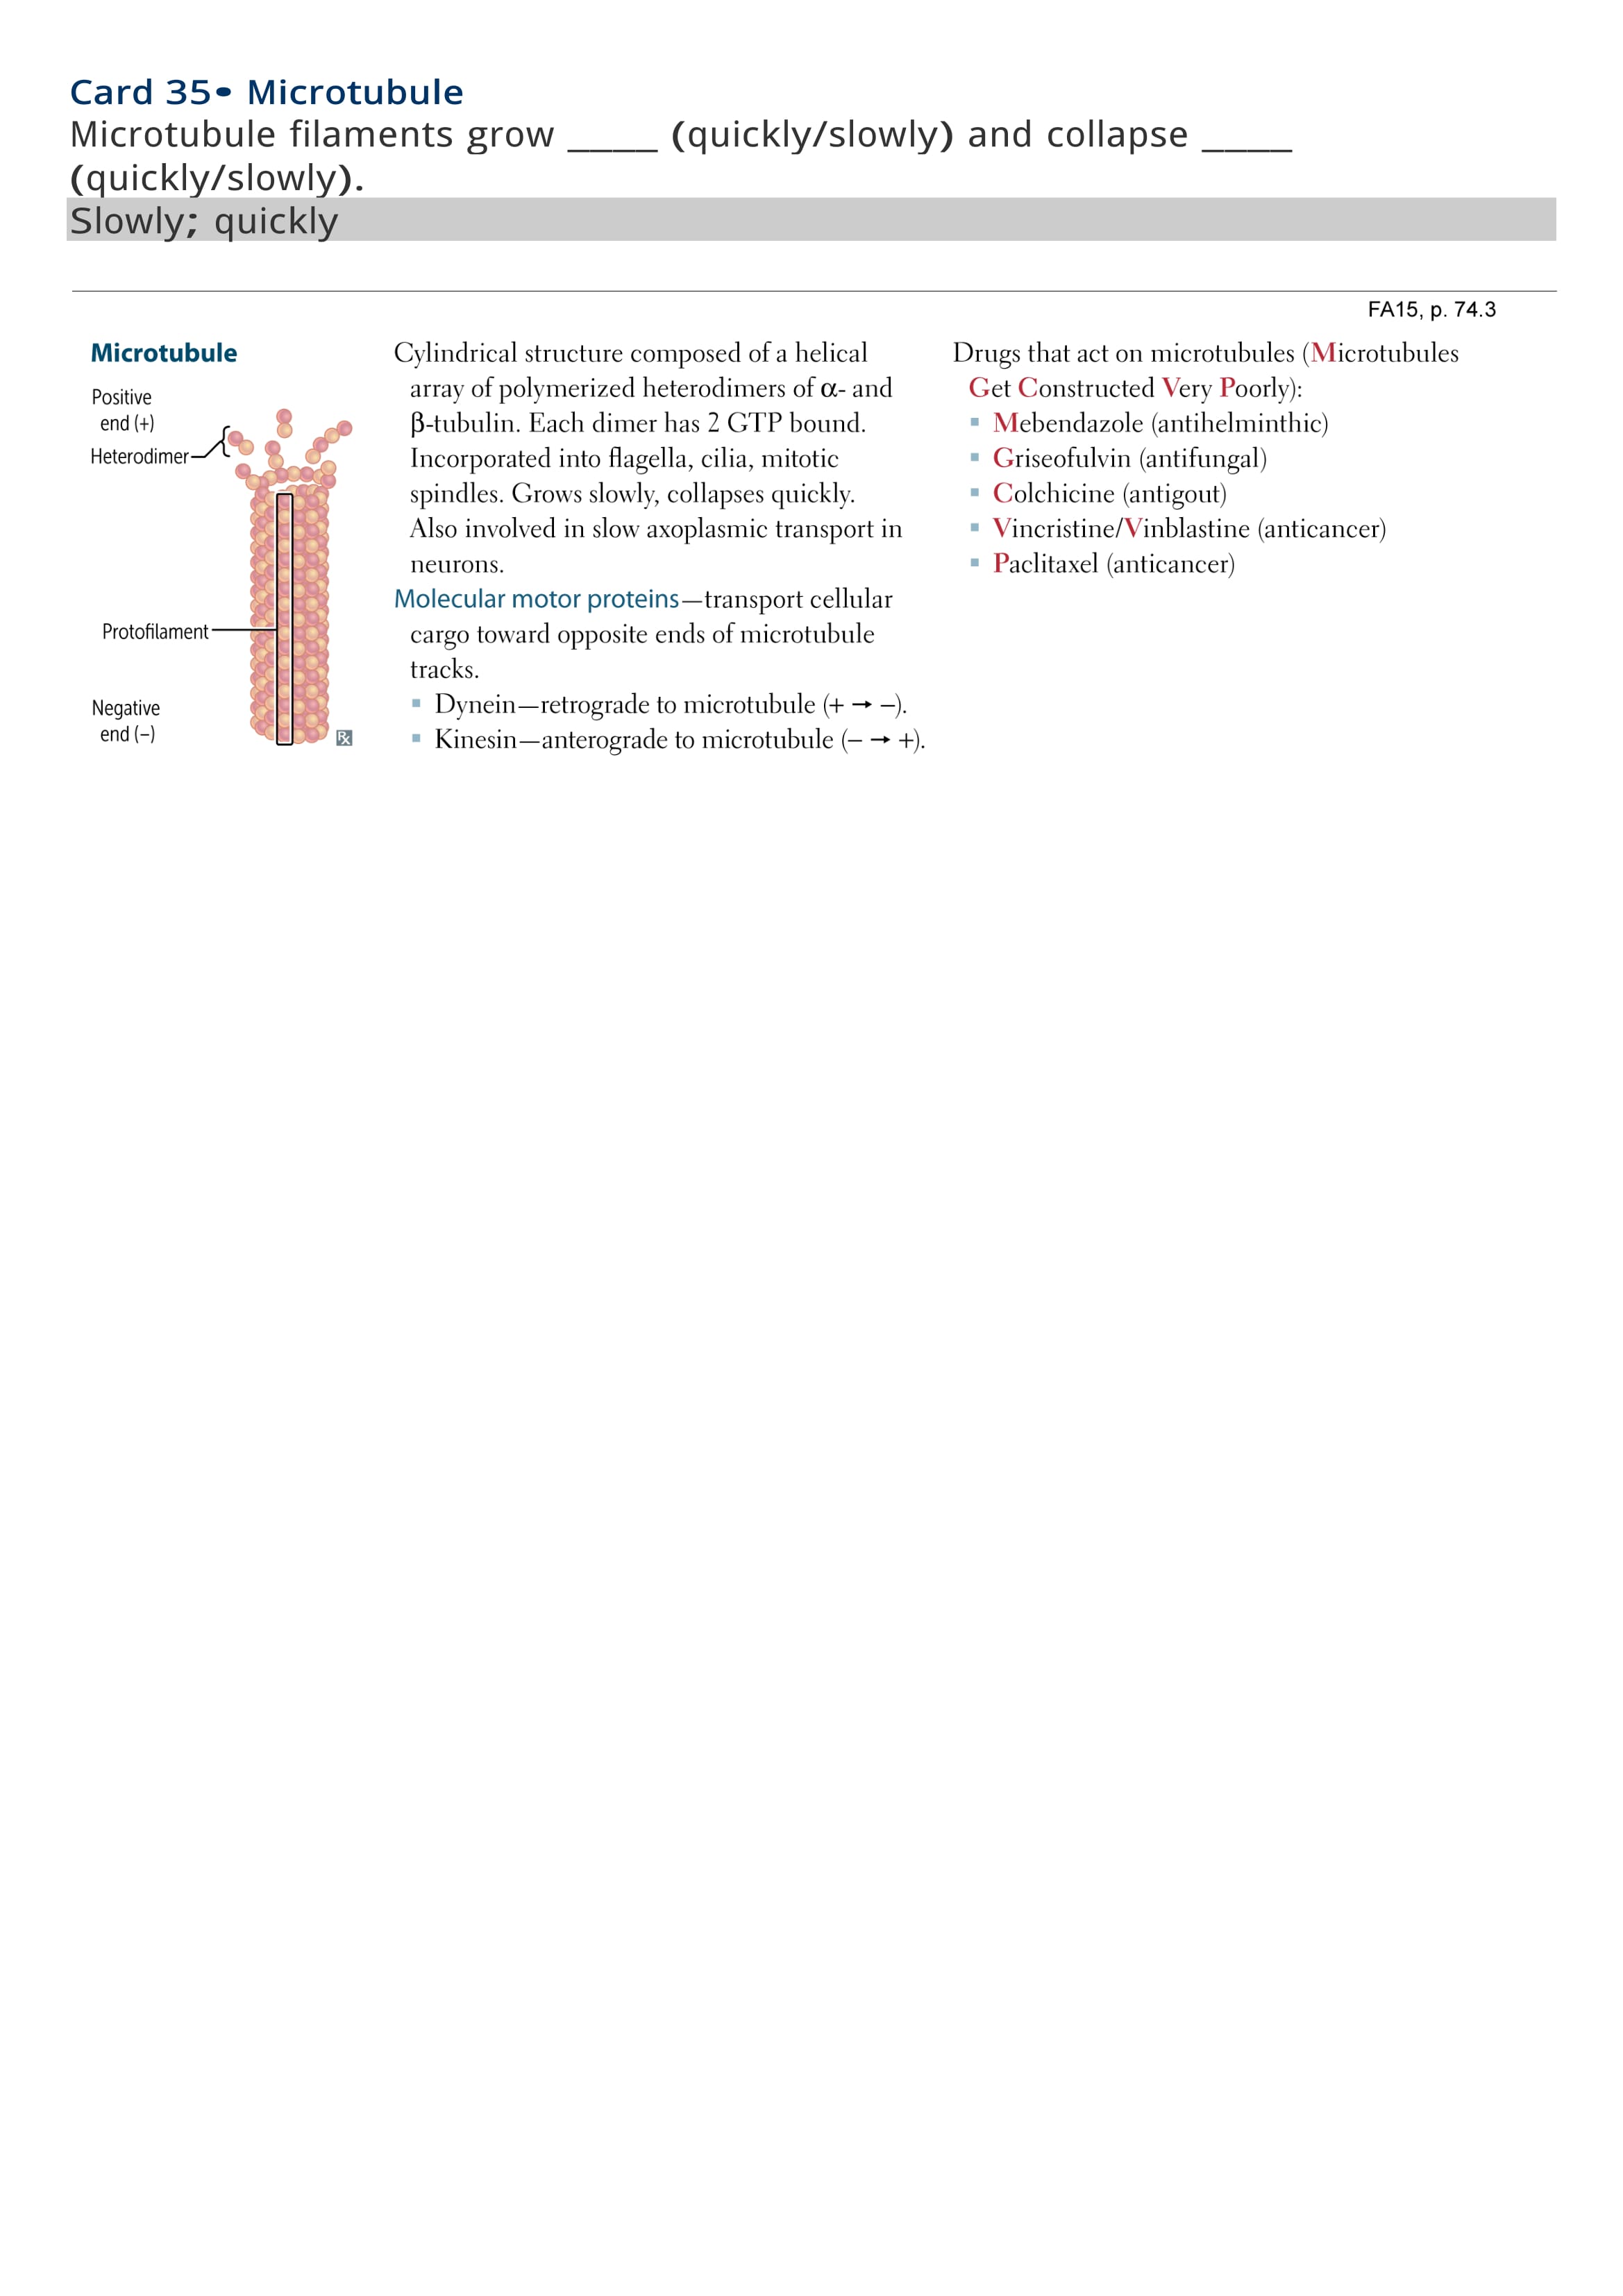 Card 35• Microtubule
Microtubule filaments grow ____ (quickly/slowly) and collapse ____
(quickly/slowly).
Slowly; quickly
FA15, p. 74.3
Microtubule
Positive
end (+)
Heterodimer
Protofilament
Negative
end (−)
℞
Cylindrical structure composed of a helical
array of polymerized heterodimers of α- and
β-tubulin. Each dimer has 2 GTP bound.
Incorporated into flagella, cilia, mitotic
spindles. Grows slowly, collapses quickly.
Also involved in slow axoplasmic transport in
neurons.
Molecular motor proteins—transport cellular
cargo toward opposite ends of microtubule
tracks.
▪ Dynein—retrograde to microtubule (+ → −).
▪ Kinesin—anterograde to microtubule (− → +).
Drugs that act on microtubules (Microtubules
Get Constructed Very Poorly):
▪ Mebendazole (antihelminthic)
▪ Griseofulvin (antifungal)
▪ Colchicine (antigout)
▪ Vincristine/Vinblastine (anticancer)
▪ Paclitaxel (anticancer)